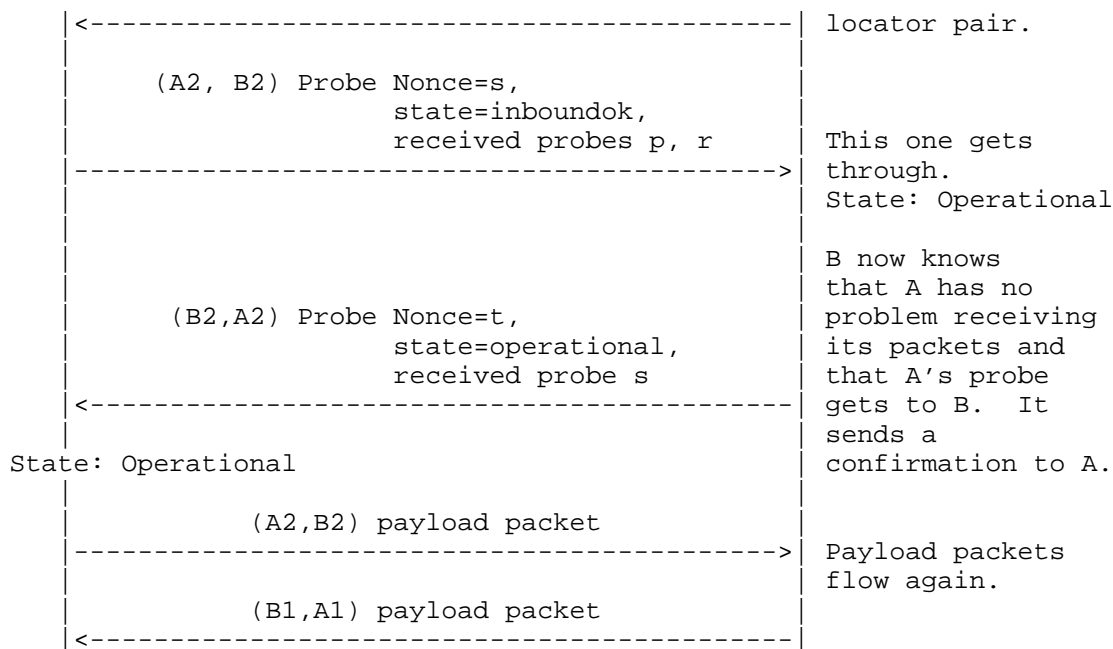 |<--------------------------------------------| locator pair.
|                                             |
|     (A2, B2) Probe Nonce=s,                 |
|                    state=inboundok,         |
|                    received probes p, r     | This one gets
|-------------------------------------------->| through.
|                                             | State: Operational
|                                             |
|                                             | B now knows
|                                             | that A has no
|      (B2,A2) Probe Nonce=t,                 | problem receiving
|                    state=operational,       | its packets and
|                    received probe s         | that A's probe
|<--------------------------------------------| gets to B.  It
|                                             | sends a
State: Operational                            | confirmation to A.
|                                             |
|           (A2,B2) payload packet            |
|-------------------------------------------->| Payload packets
|                                             | flow again.
|           (B1,A1) payload packet            |
|<--------------------------------------------|